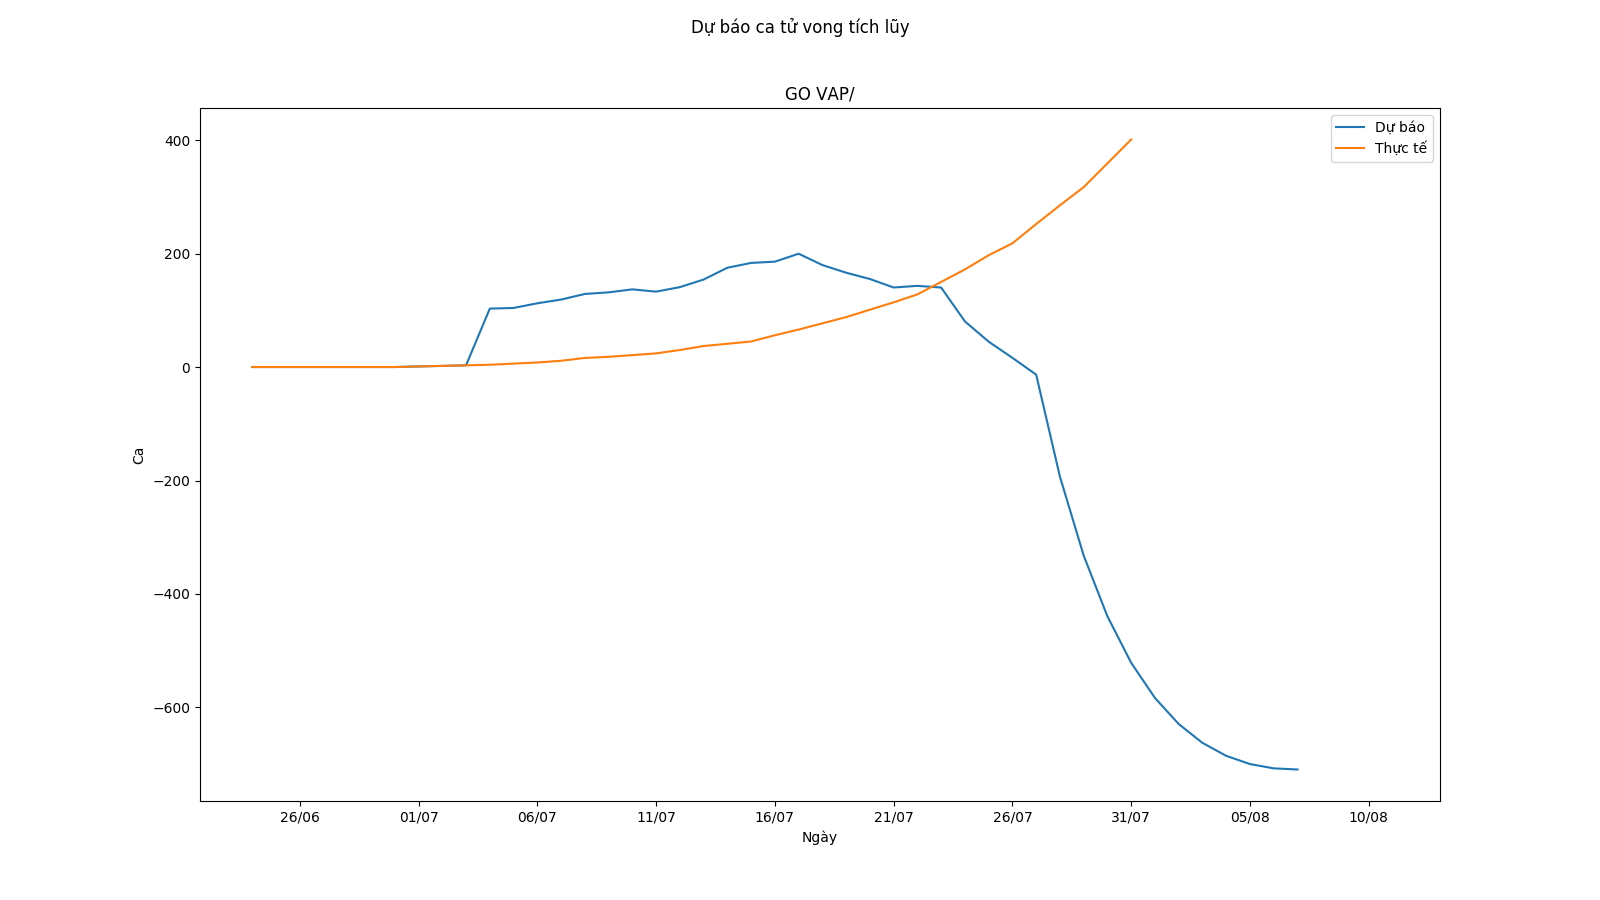 Dự báo ca tử vong tích lũy
GO VAP/
Dự báo
Thực tế
400
200
0
−200
−400
−600
Ca
26/06
01/07
06/07
11/07
16/07
21/07
26/07
31/07
05/08
10/08
Ngày